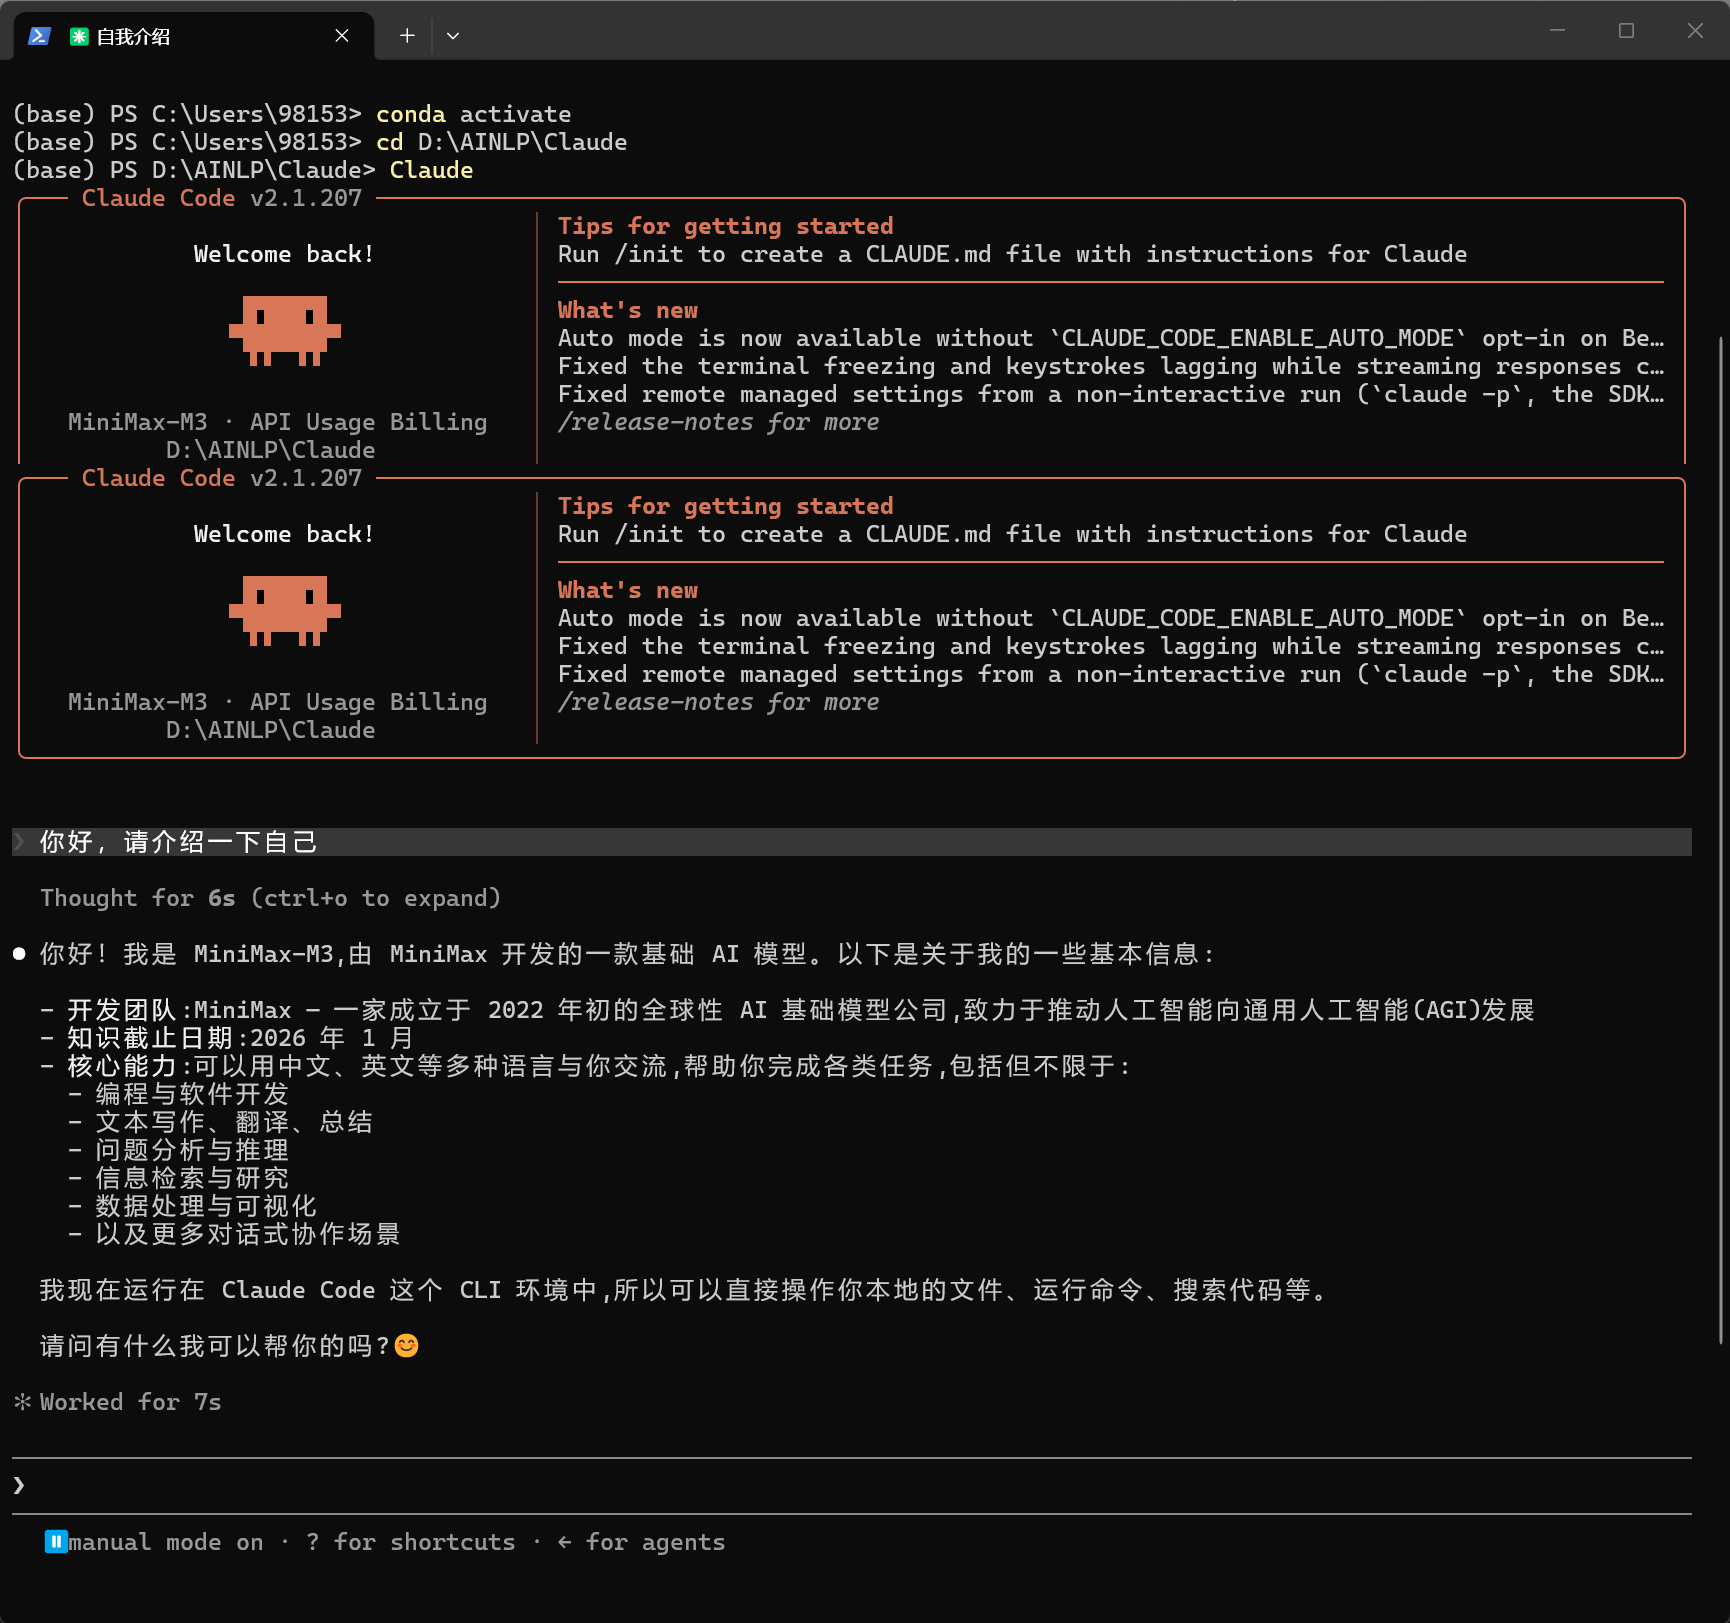 自我介绍
(base) PS C:\Users\98153> conda activate
(base) PS C:\Users\98153> cd D:\AINLP\Claude
(base) PS D:\AINLP\Claude> Claude
Claude Code v2.1.207
Welcome back!
MiniMax-M3 · API Usage Billing
D:\AINLP\Claude
Tips for getting started
Run /init to create a CLAUDE.md file with instructions for Claude
What's new
Auto mode is now available without `CLAUDE_CODE_ENABLE_AUTO_MODE` opt-in on Be…
Fixed the terminal freezing and keystrokes lagging while streaming responses c…
Fixed remote managed settings from a non-interactive run (`claude -p`, the SDK…
/release-notes for more
Claude Code v2.1.207
Welcome back!
MiniMax-M3 · API Usage Billing
D:\AINLP\Claude
Tips for getting started
Run /init to create a CLAUDE.md file with instructions for Claude
What's new
Auto mode is now available without `CLAUDE_CODE_ENABLE_AUTO_MODE` opt-in on Be…
Fixed the terminal freezing and keystrokes lagging while streaming responses c…
Fixed remote managed settings from a non-interactive run (`claude -p`, the SDK…
/release-notes for more
❯ 你好，请介绍一下自己
Thought for 6s (ctrl+o to expand)
● 你好！我是 MiniMax-M3,由 MiniMax 开发的一款基础 AI 模型。以下是关于我的一些基本信息:
- 开发团队:MiniMax — 一家成立于 2022 年初的全球性 AI 基础模型公司,致力于推动人工智能向通用人工智能(AGI)发展
- 知识截止日期:2026 年 1 月
- 核心能力:可以用中文、英文等多种语言与你交流,帮助你完成各类任务,包括但不限于:
- 编程与软件开发
- 文本写作、翻译、总结
- 问题分析与推理
- 信息检索与研究
- 数据处理与可视化
- 以及更多对话式协作场景
我现在运行在 Claude Code 这个 CLI 环境中,所以可以直接操作你本地的文件、运行命令、搜索代码等。
请问有什么我可以帮你的吗?😊
✻ Worked for 7s
❯
⏸manual mode on · ? for shortcuts · ← for agents